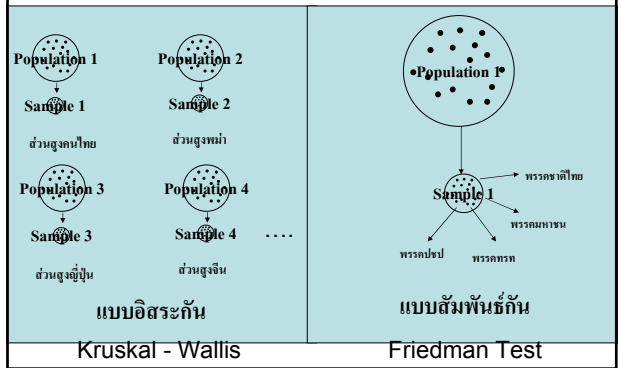 Population 1
Population 2
Sample 1
Sample 2
ส่วนสูงคนไทย
ส่วนสูงพม่า
Population 3
Population 4
Sample 3
Sample 4
....
ส่วนสูงญี่ปุ่น
ส่วนสูงจีน
แบบอิสระกัน
Kruskal - Wallis
Population 1
Sample 1
พรรคชาติไทย
พรรคมหาชน
พรรคปชป
พรรคทรท
แบบสัมพันธ์กัน
Friedman Test